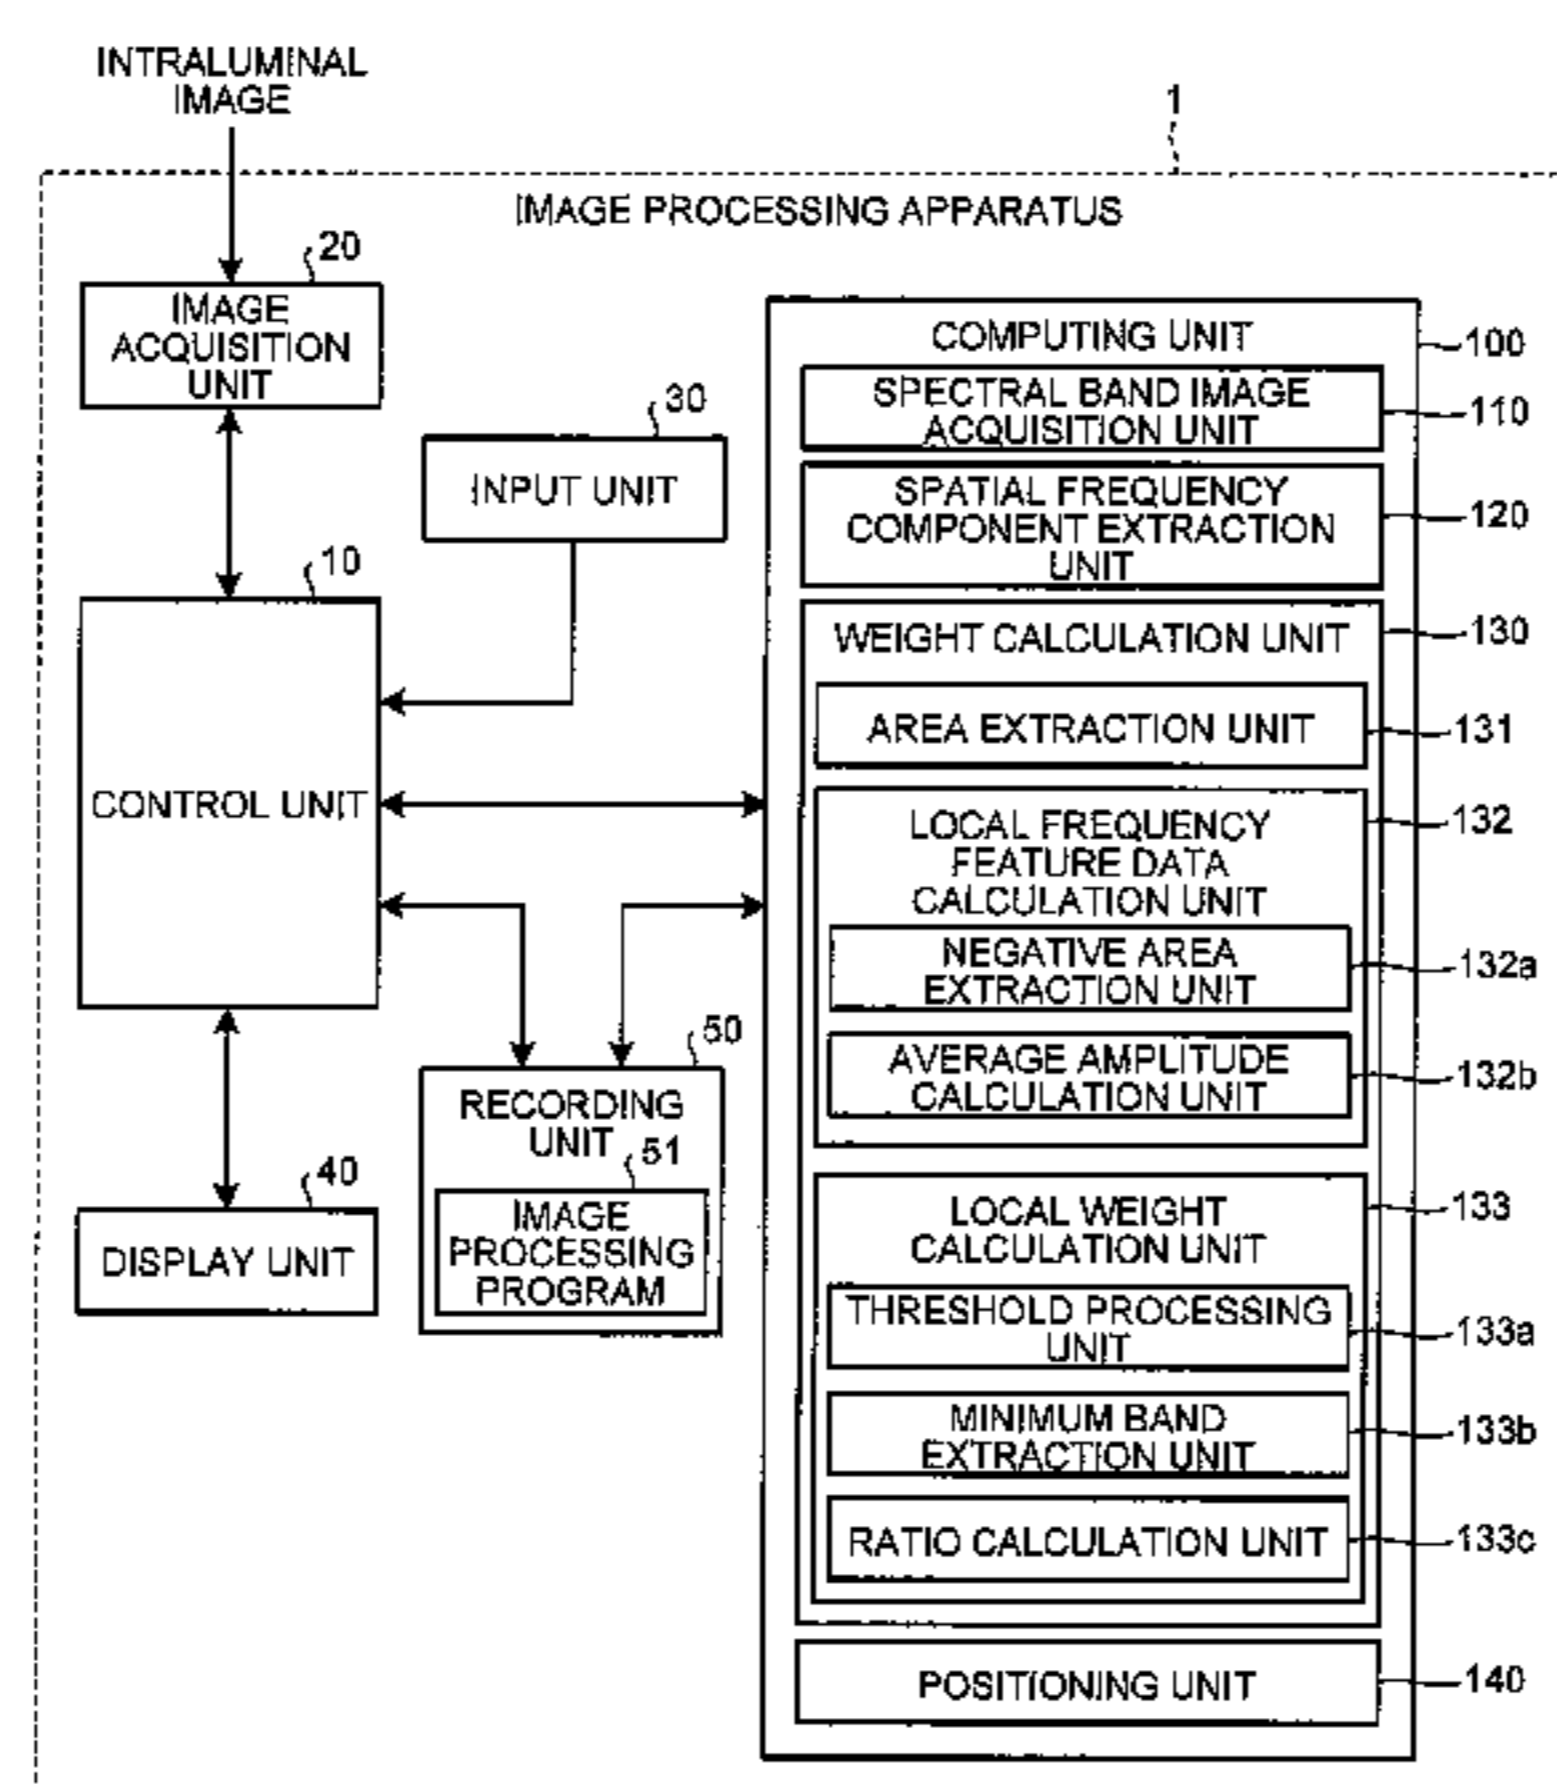 INTRALUMINAL
IMAGE
1
IMAGE PROCESSING APPARATUS
20
IMAGE
ACQUISITION
UNIT
30
INPUT UNIT
10
CONTROL UNIT
50
RECORDING
UNIT
51
IMAGE
PROCESSING
PROGRAM
40
DISPLAY UNIT
COMPUTING UNIT
100
SPECTRAL BAND IMAGE
ACQUISITION UNIT
110
SPATIAL FREQUENCY
COMPONENT EXTRACTION
UNIT
120
WEIGHT CALCULATION UNIT
130
AREA EXTRACTION UNIT
131
LOCAL FREQUENCY
FEATURE DATA
CALCULATION UNIT
132
NEGATIVE AREA
EXTRACTION UNIT
132a
AVERAGE AMPLITUDE
CALCULATION UNIT
132b
LOCAL WEIGHT
CALCULATION UNIT
133
THRESHOLD PROCESSING
UNIT
133a
MINIMUM BAND
EXTRACTION UNIT
133b
RATIO CALCULATION UNIT
133c
POSITIONING UNIT
140